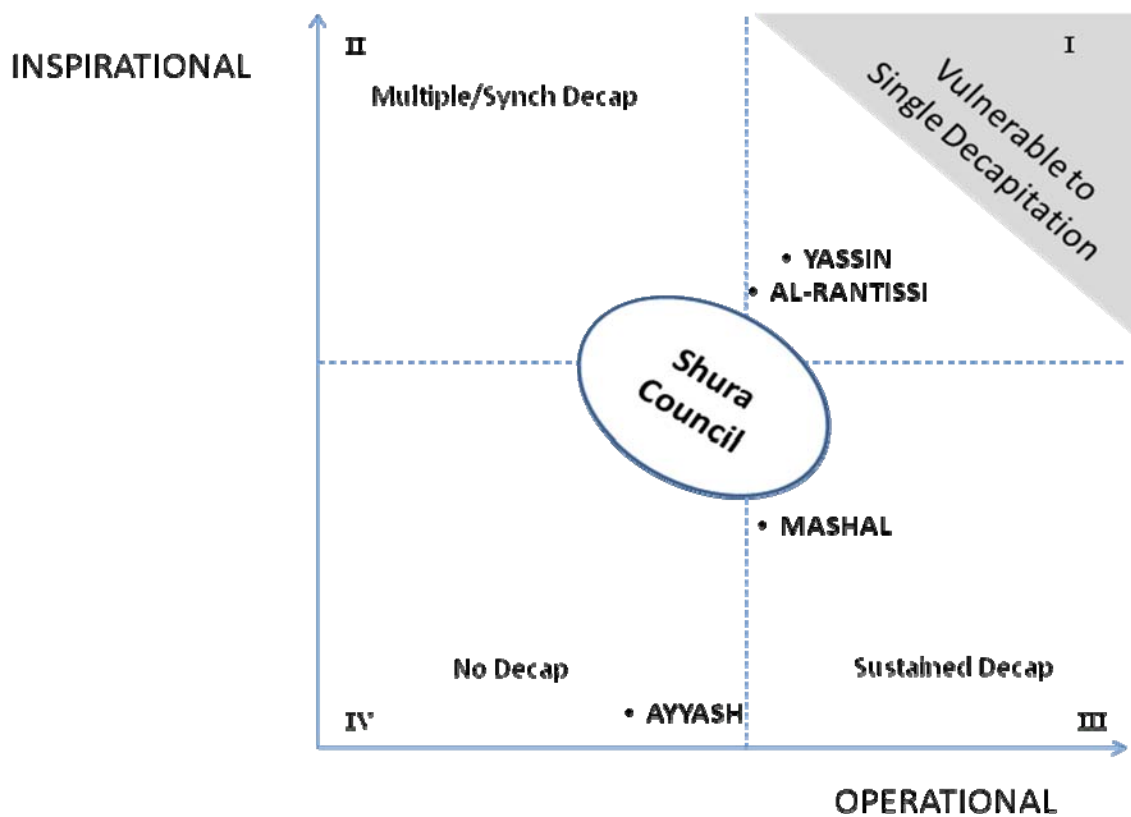 II
I
INSPIRATIONAL
Multiple/Synch Decap
Vulnerable to
Single Decapitation
• YASSIN
• AL-RANTISSI
Shura
Council
• MASHAL
No Decap
Sustained Decap
• AYYASH
IV
III
OPERATIONAL